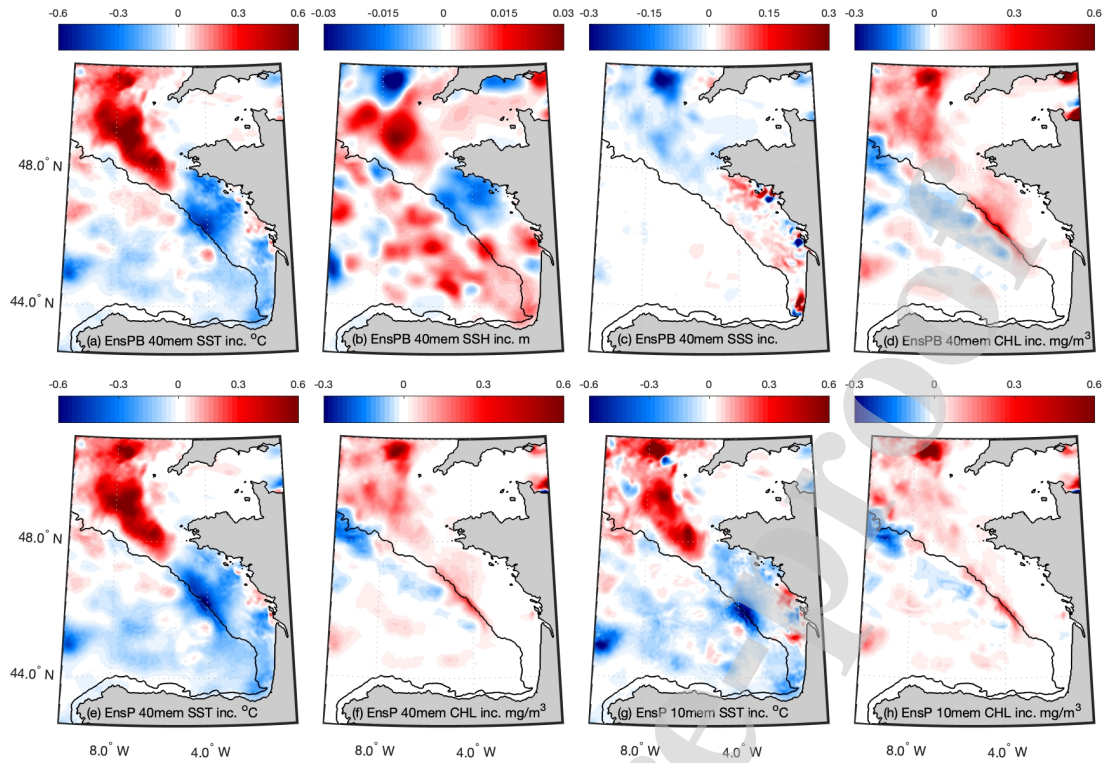 -0.6 -0.3 0 0.3 0.6
-0.03 -0.015 0 0.015 0.03
-0.3 -0.15 0 0.15 0.3
-0.3 0 0.3 0.6
48.0° N
44.0° N
(a) EnsPB 40mem SST inc. °C
(b) EnsPB 40mem SSH inc. m
(c) EnsPB 40mem SSS inc.
(d) EnsPB 40mem CHL inc. mg/m³
-0.6 -0.3 0 0.3 0.6
-0.3 0 0.3 0.6
-0.6 -0.3 0 0.3 0.6
-0.3 0 0.3 0.6
48.0° N
44.0° N
(e) EnsP 40mem SST inc. °C
(f) EnsP 40mem CHL inc. mg/m³
(g) EnsP 10mem SST inc. °C
(h) EnsP 10mem CHL inc. mg/m³
8.0° W 4.0° W
8.0° W 4.0° W
8.0° W 4.0° W
8.0° W 4.0° W
e-proof